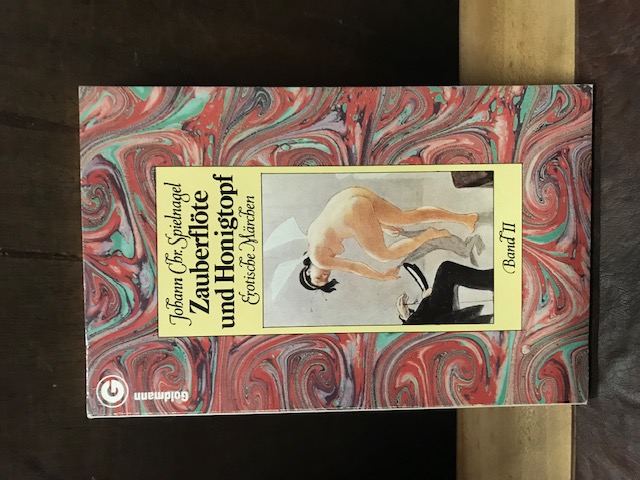 Johann Chr. Spielnagel
Zauberflöte
und Honigtopf
Erotische Märchen
Band II
G
Goldmann